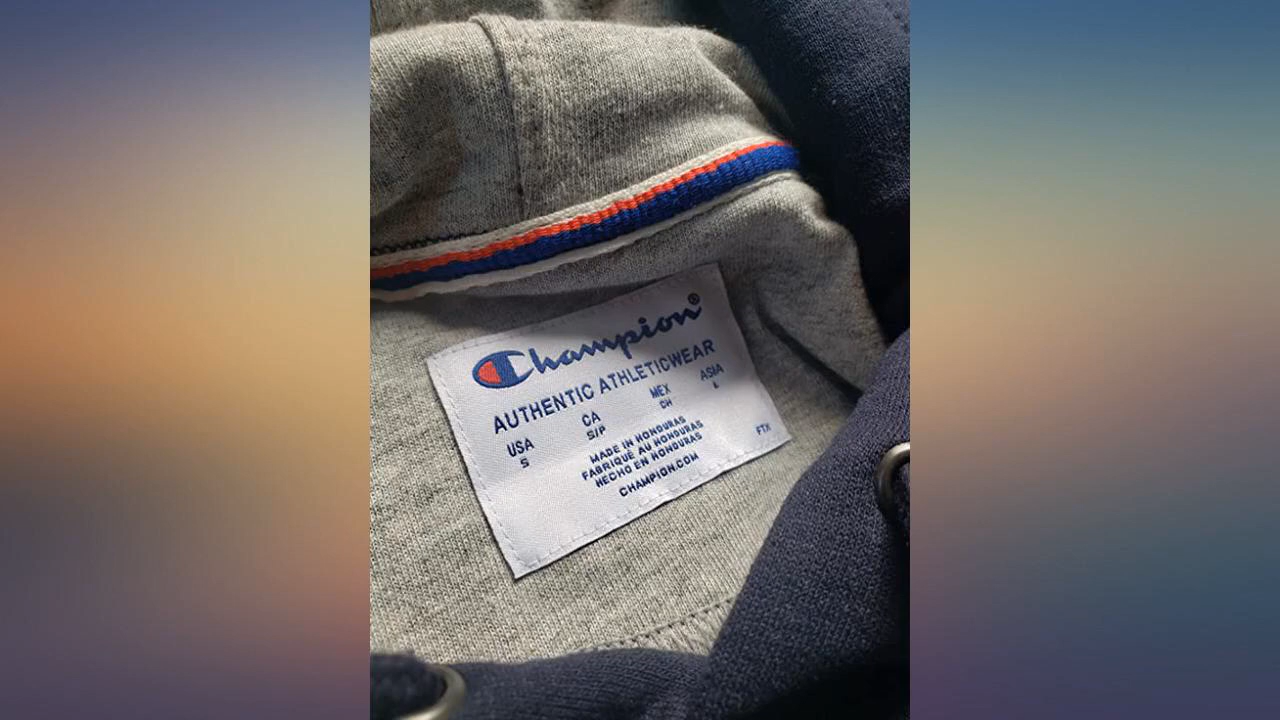 Champion®
AUTHENTIC ATHLETICWEAR
USA CA MEX ASIA
S S/P CH L
MADE IN HONDURAS
FABRIQUÉ AU HONDURAS
HECHO EN HONDURAS
CHAMPION.COM
FTH